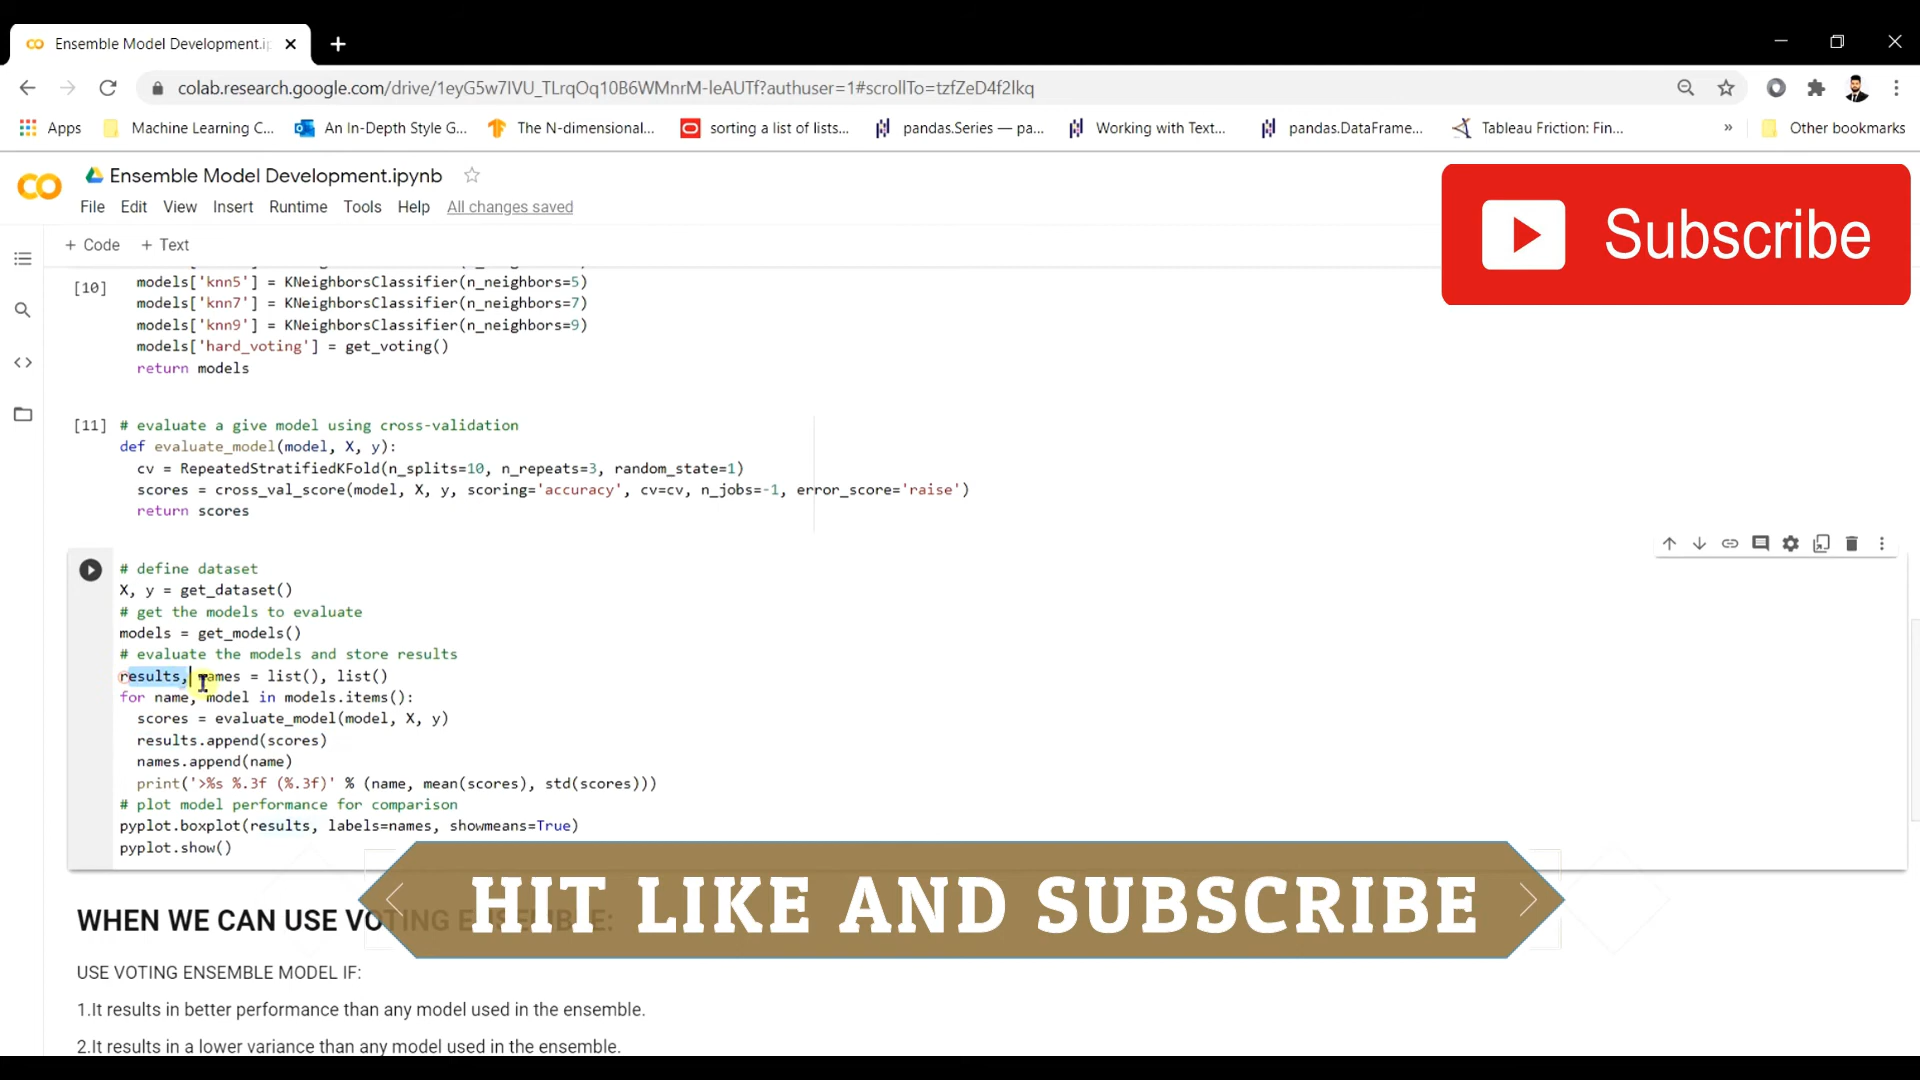 Ensemble Model Development.ip
colab.research.google.com/drive/1eyG5w7IVU_TLrqOq10B6WMnrM-leAUTf?authuser=1#scrollTo=tzfZeD4f2lkq
Apps
Machine Learning C...
An In-Depth Style G...
The N-dimensional...
sorting a list of lists...
pandas.Series — pa...
Working with Text...
pandas.DataFrame...
Tableau Friction: Fin...
»
Other bookmarks
Ensemble Model Development.ipynb
File Edit View Insert Runtime Tools Help All changes saved
Subscribe
+ Code + Text
[10]
models['knn5'] = KNeighborsClassifier(n_neighbors=5)
models['knn7'] = KNeighborsClassifier(n_neighbors=7)
models['knn9'] = KNeighborsClassifier(n_neighbors=9)
models['hard_voting'] = get_voting()
return models
[11] # evaluate a give model using cross-validation
def evaluate_model(model, X, y):
cv = RepeatedStratifiedKFold(n_splits=10, n_repeats=3, random_state=1)
scores = cross_val_score(model, X, y, scoring='accuracy', cv=cv, n_jobs=-1, error_score='raise')
return scores
# define dataset
X, y = get_dataset()
# get the models to evaluate
models = get_models()
# evaluate the models and store results
results, names = list(), list()
for name, model in models.items():
scores = evaluate_model(model, X, y)
results.append(scores)
names.append(name)
print('>%s %.3f (%.3f)' % (name, mean(scores), std(scores)))
# plot model performance for comparison
pyplot.boxplot(results, labels=names, showmeans=True)
pyplot.show()
HIT LIKE AND SUBSCRIBE
WHEN WE CAN USE VOTING ENSEMBLE:
USE VOTING ENSEMBLE MODEL IF:
1.It results in better performance than any model used in the ensemble.
2.It results in a lower variance than any model used in the ensemble.